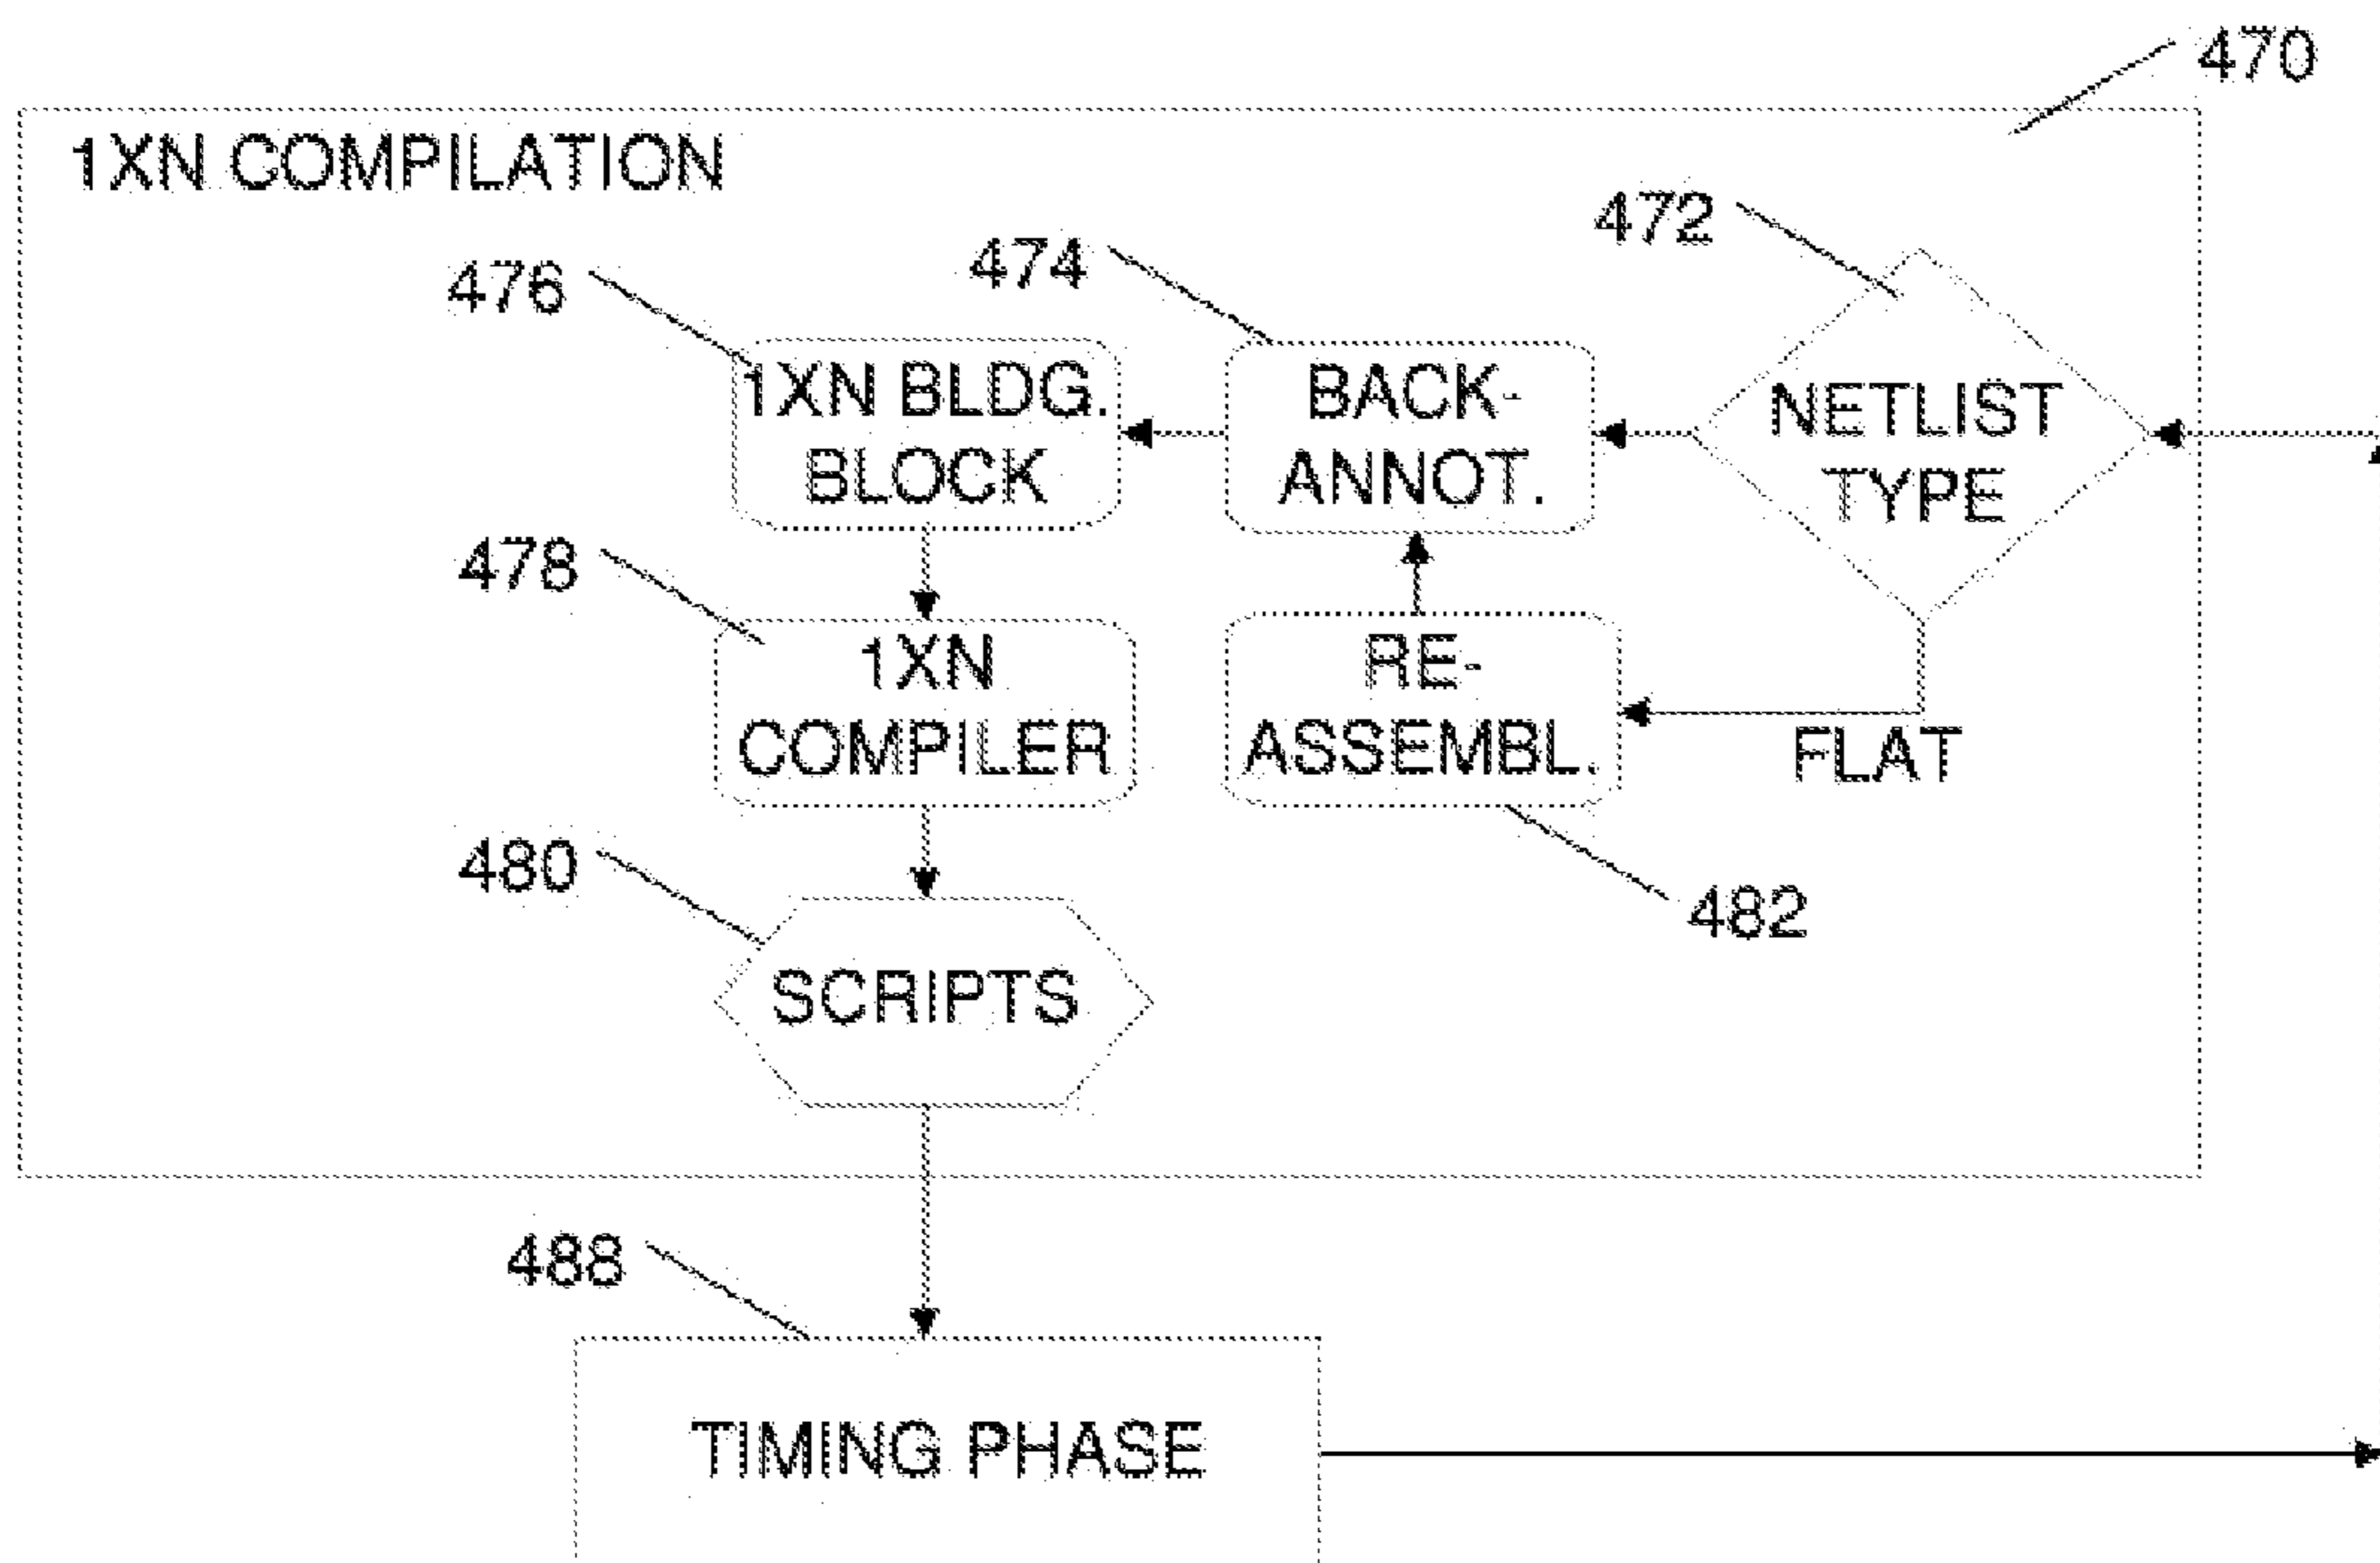 470
1XN COMPILATION
472
474
476
1XN BLDG.
BLOCK
BACK-
ANNOT.
NETLIST
TYPE
478
1XN
COMPILER
RE-
ASSEMBL.
FLAT
480
482
SCRIPTS
488
TIMING PHASE